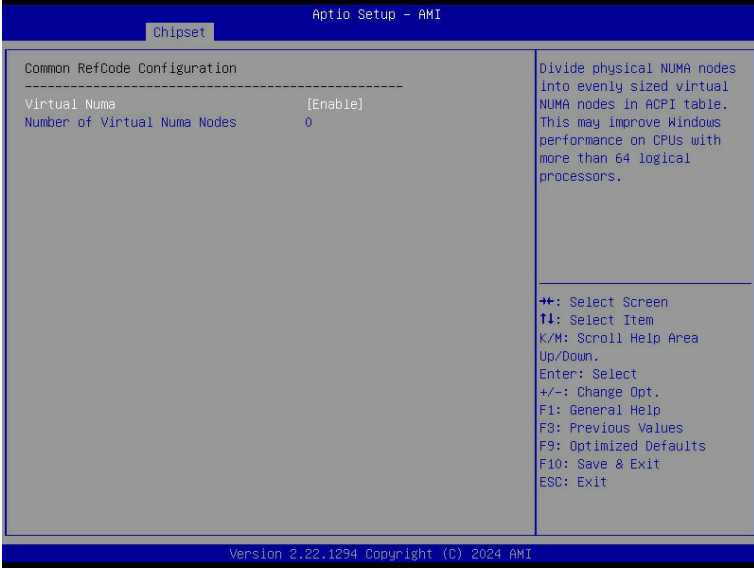 Aptio Setup – AMI
Chipset
Common RefCode Configuration
--------------------------------------------------
Virtual Numa [Enable]
Number of Virtual Numa Nodes 0
Divide physical NUMA nodes
into evenly sized virtual
NUMA nodes in ACPI table.
This may improve Windows
performance on CPUs with
more than 64 logical
processors.
→←: Select Screen
↑↓: Select Item
K/M: Scroll Help Area
Up/Down.
Enter: Select
+/-: Change Opt.
F1: General Help
F3: Previous Values
F9: Optimized Defaults
F10: Save & Exit
ESC: Exit
Version 2.22.1294 Copyright (C) 2024 AMI